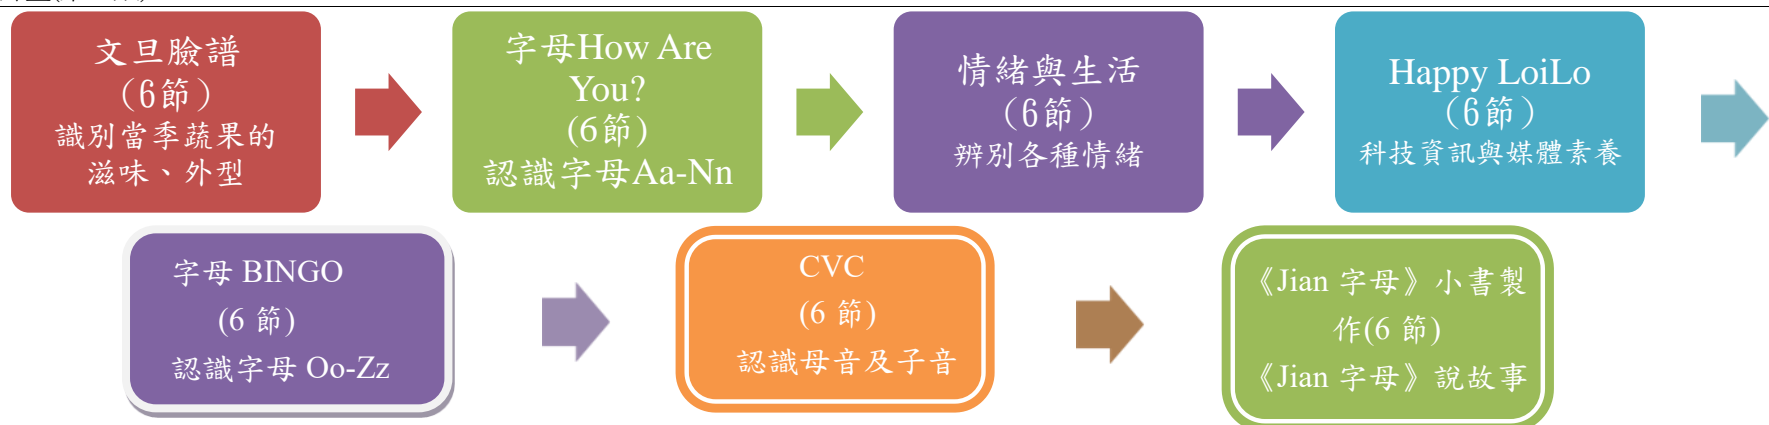 文旦臉譜
（6節）
識別當季蔬果的
滋味、外型
字母How Are
You?
(6節)
認識字母Aa-Nn
情緒與生活
（6節）
辨別各種情緒
Happy LoiLo
（6節）
科技資訊與媒體素養
字母 BINGO
(6 節)
認識字母 Oo-Zz
CVC
(6 節)
認識母音及子音
《Jian 字母》小書製
作(6 節)
《Jian 字母》說故事